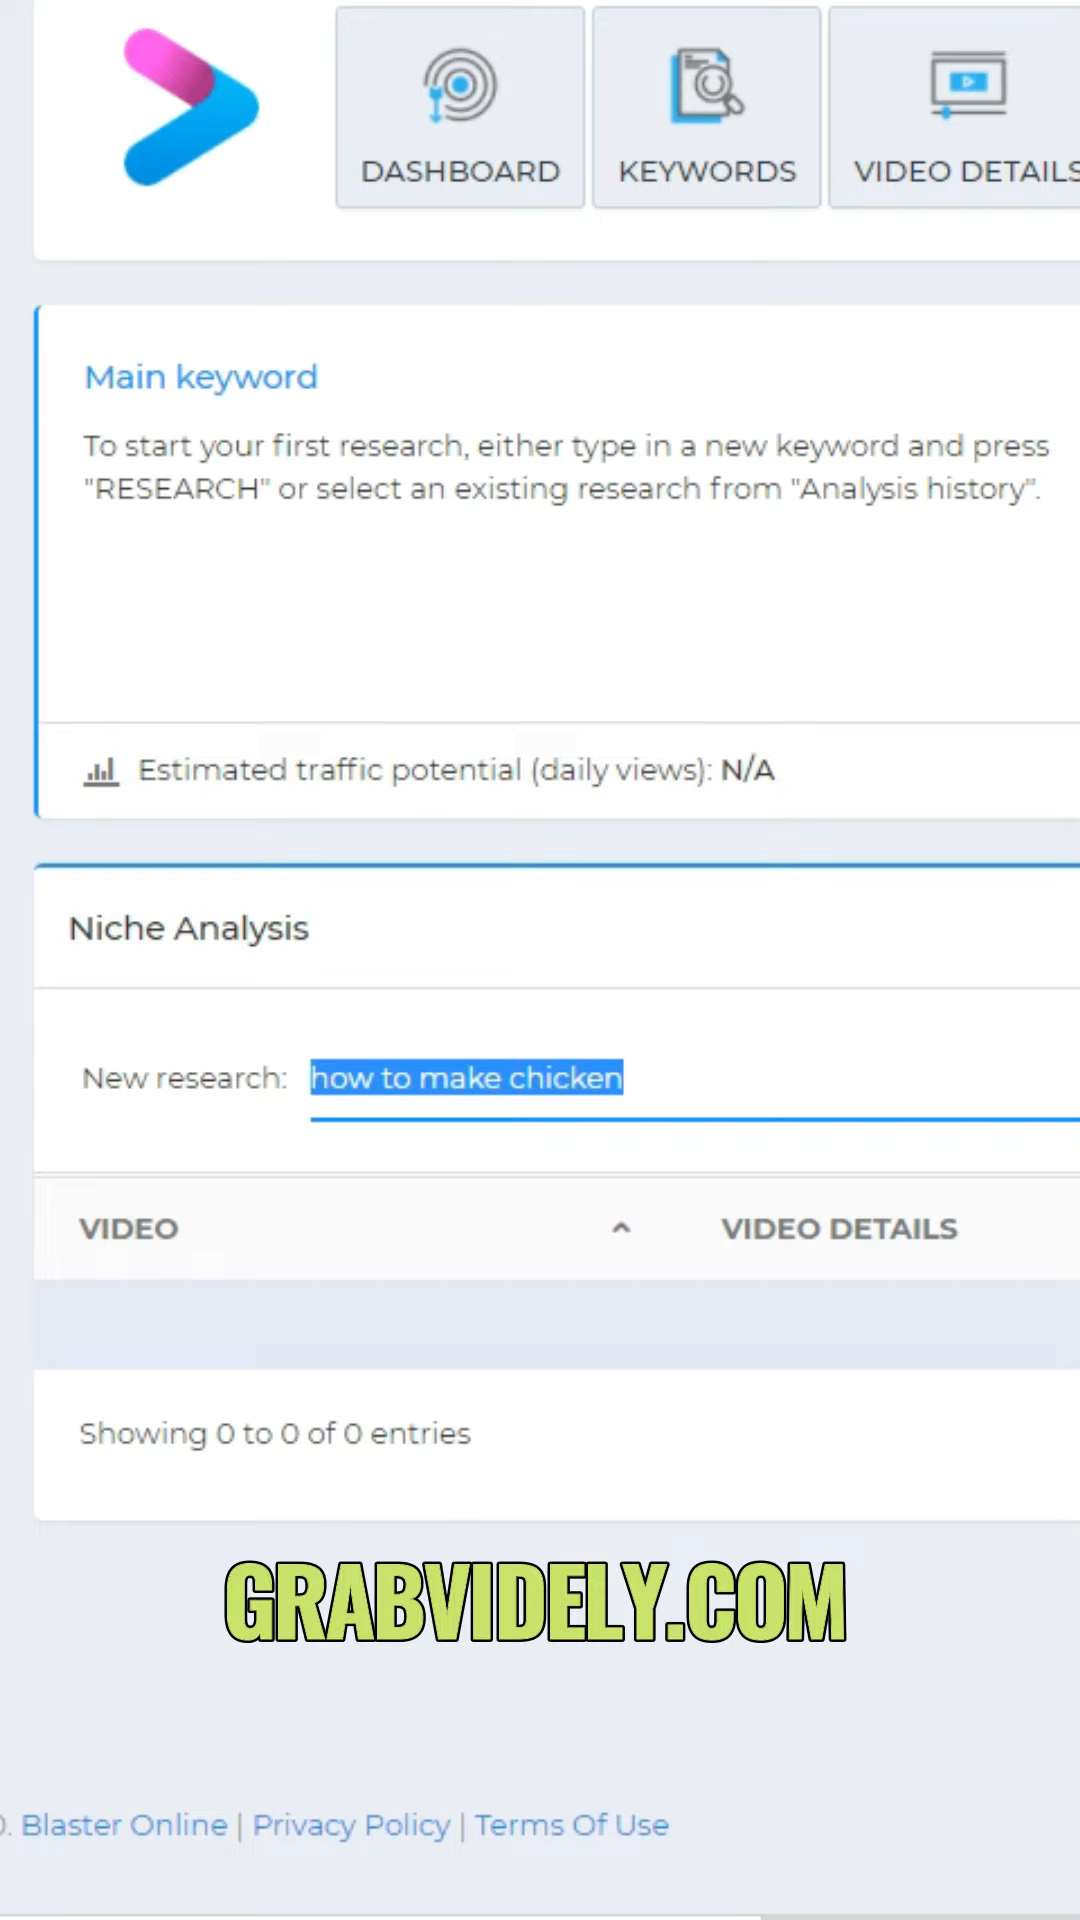 DASHBOARD
KEYWORDS
VIDEO DETAILS
Main keyword
To start your first research, either type in a new keyword and press
"RESEARCH" or select an existing research from "Analysis history".
Estimated traffic potential (daily views): N/A
Niche Analysis
New research: how to make chicken
VIDEO
VIDEO DETAILS
Showing 0 to 0 of 0 entries
GRABVIDELY.COM
. Blaster Online | Privacy Policy | Terms Of Use